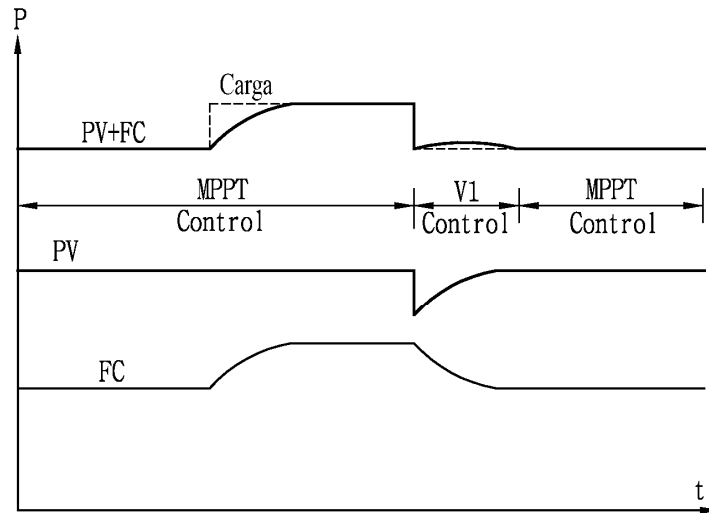 P
Carga
PV+FC
MPPT
Control
V1
Control
MPPT
Control
PV
FC
t